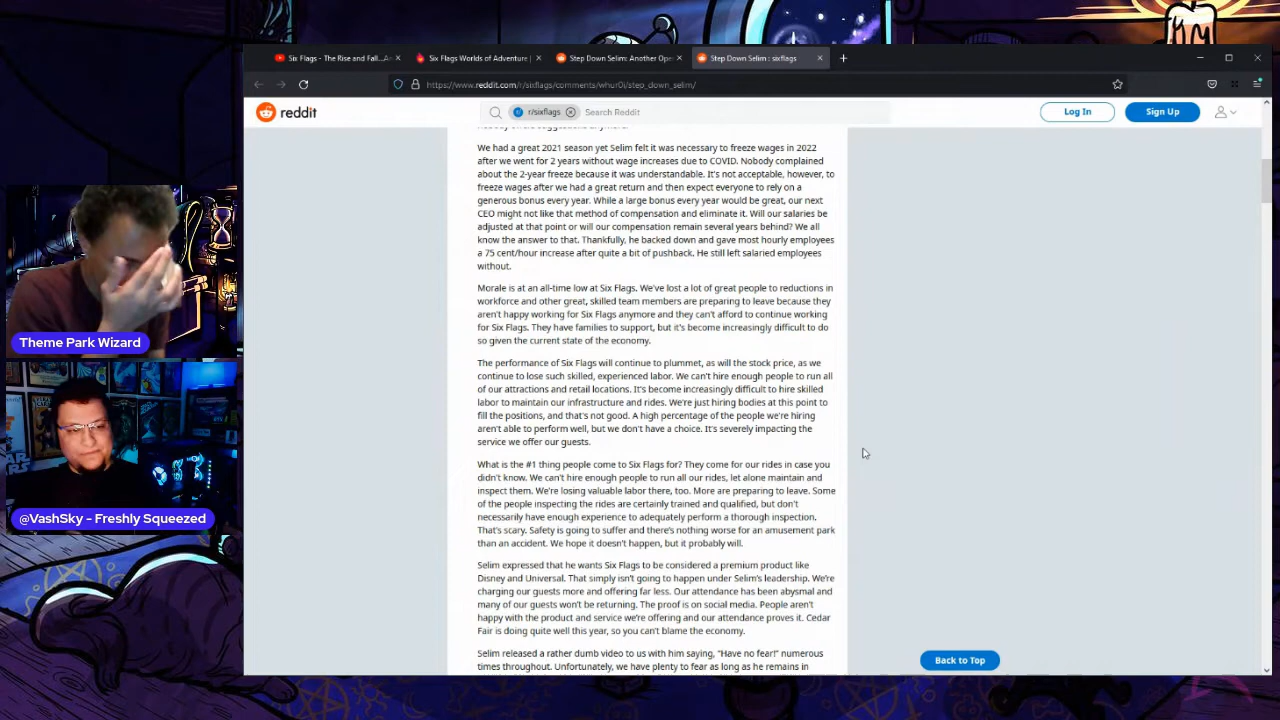 Six Flags - The Rise and Fall...
Six Flags Worlds of Adventure |
Step Down Selim: Another Ope
Step Down Selim : sixflags
https://www.reddit.com/r/sixflags/comments/whur0i/step_down_selim/
reddit
r/sixflags
Search Reddit
Log In
Sign Up
We had a great 2021 season yet Selim felt it was necessary to freeze wages in 2022
after we went for 2 years without wage increases due to COVID. Nobody complained
about the 2-year freeze because it was understandable. It's not acceptable, however, to
freeze wages after we had a great return and then expect everyone to rely on a
generous bonus every year. While a large bonus every year would be great, our next
CEO might not like that method of compensation and eliminate it. Will our salaries be
adjusted at that point or will our compensation remain several years behind? We all
know the answer to that. Thankfully, he backed down and gave most hourly employees
a 75 cent/hour increase after quite a bit of pushback. He still left salaried employees
without.
Morale is at an all-time low at Six Flags. We've lost a lot of great people to reductions in
workforce and other great, skilled team members are preparing to leave because they
aren't happy working for Six Flags anymore and they can't afford to continue working
for Six Flags. They have families to support, but it's become increasingly difficult to do
so given the current state of the economy.
The performance of Six Flags will continue to plummet, as will the stock price, as we
continue to lose such skilled, experienced labor. We can't hire enough people to run all
of our attractions and retail locations. It's become increasingly difficult to hire skilled
labor to maintain our infrastructure and rides. We're just hiring bodies at this point to
fill the positions, and that's not good. A high percentage of the people we're hiring
aren't able to perform well, but we don't have a choice. It's severely impacting the
service we offer our guests.
What is the #1 thing people come to Six Flags for? They come for our rides in case you
didn't know. We can't hire enough people to run all our rides, let alone maintain and
inspect them. We're losing valuable labor there, too. More are preparing to leave. Some
of the people inspecting the rides are certainly trained and qualified, but don't
necessarily have enough experience to adequately perform a thorough inspection.
That's scary. Safety is going to suffer and there's nothing worse for an amusement park
than an accident. We hope it doesn't happen, but it probably will.
Selim expressed that he wants Six Flags to be considered a premium product like
Disney and Universal. That simply isn't going to happen under Selim's leadership. We're
charging our guests more and offering far less. Our attendance has been abysmal and
many of our guests won't be returning. The proof is on social media. People aren't
happy with the product and service we're offering and our attendance proves it. Cedar
Fair is doing quite well this year, so you can't blame the economy.
Selim released a rather dumb video to us with him saying, "Have no fear!" numerous
times throughout. Unfortunately, we have plenty to fear as long as he remains in
Back to Top
Theme Park Wizard
@VashSky - Freshly Squeezed